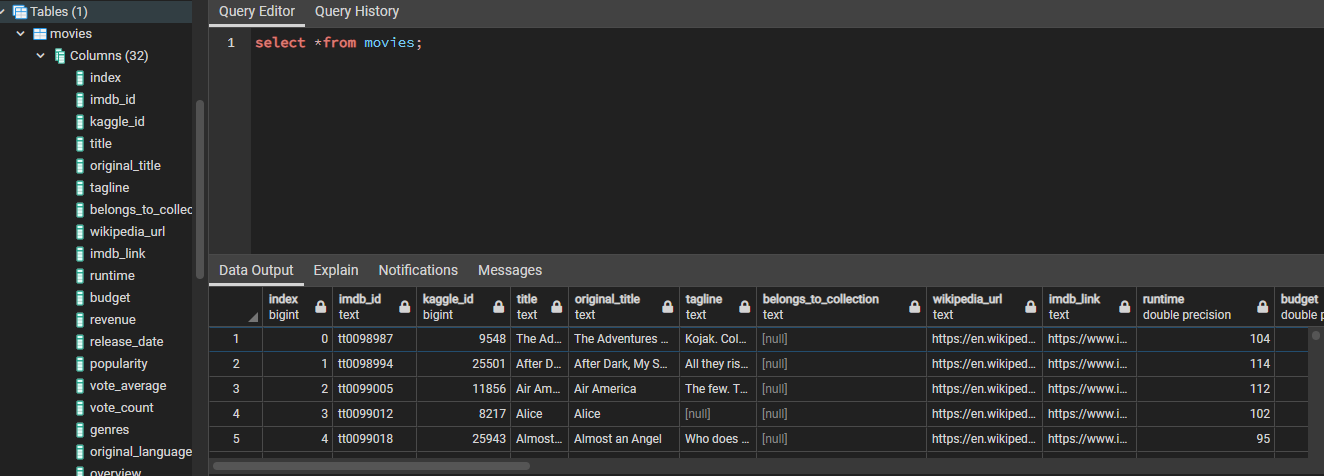 Tables (1)
movies
Columns (32)
index
imdb_id
kaggle_id
title
original_title
tagline
belongs_to_collec
wikipedia_url
imdb_link
runtime
budget
revenue
release_date
popularity
vote_average
vote_count
genres
original_language
overview
Query Editor Query History
1 select *from movies;
Data Output Explain Notifications Messages
index imdb_id kaggle_id title original_title tagline belongs_to_collection wikipedia_url imdb_link runtime budget
bigint text bigint text text text text text text double precision double p
1 0 tt0098987 9548 The Ad... The Adventures ... Kojak. Col... [null] https://en.wikiped... https://www.i... 104
2 1 tt0098994 25501 After D... After Dark, My S... All they ris... [null] https://en.wikiped... https://www.i... 114
3 2 tt0099005 11856 Air Am... Air America The few. T... [null] https://en.wikiped... https://www.i... 112
4 3 tt0099012 8217 Alice Alice [null] [null] https://en.wikiped... https://www.i... 102
5 4 tt0099018 25943 Almost... Almost an Angel Who does ... [null] https://en.wikiped... https://www.i... 95